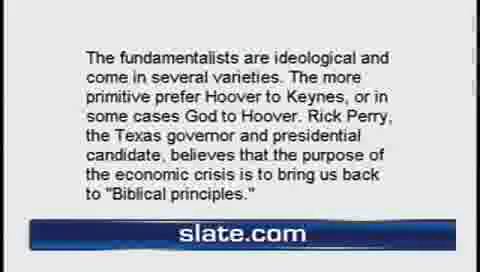 The fundamentalists are ideological and
come in several varieties. The more
primitive prefer Hoover to Keynes, or in
some cases God to Hoover. Rick Perry,
the Texas governor and presidential
candidate, believes that the purpose of
the economic crisis is to bring us back
to "Biblical principles."
slate.com